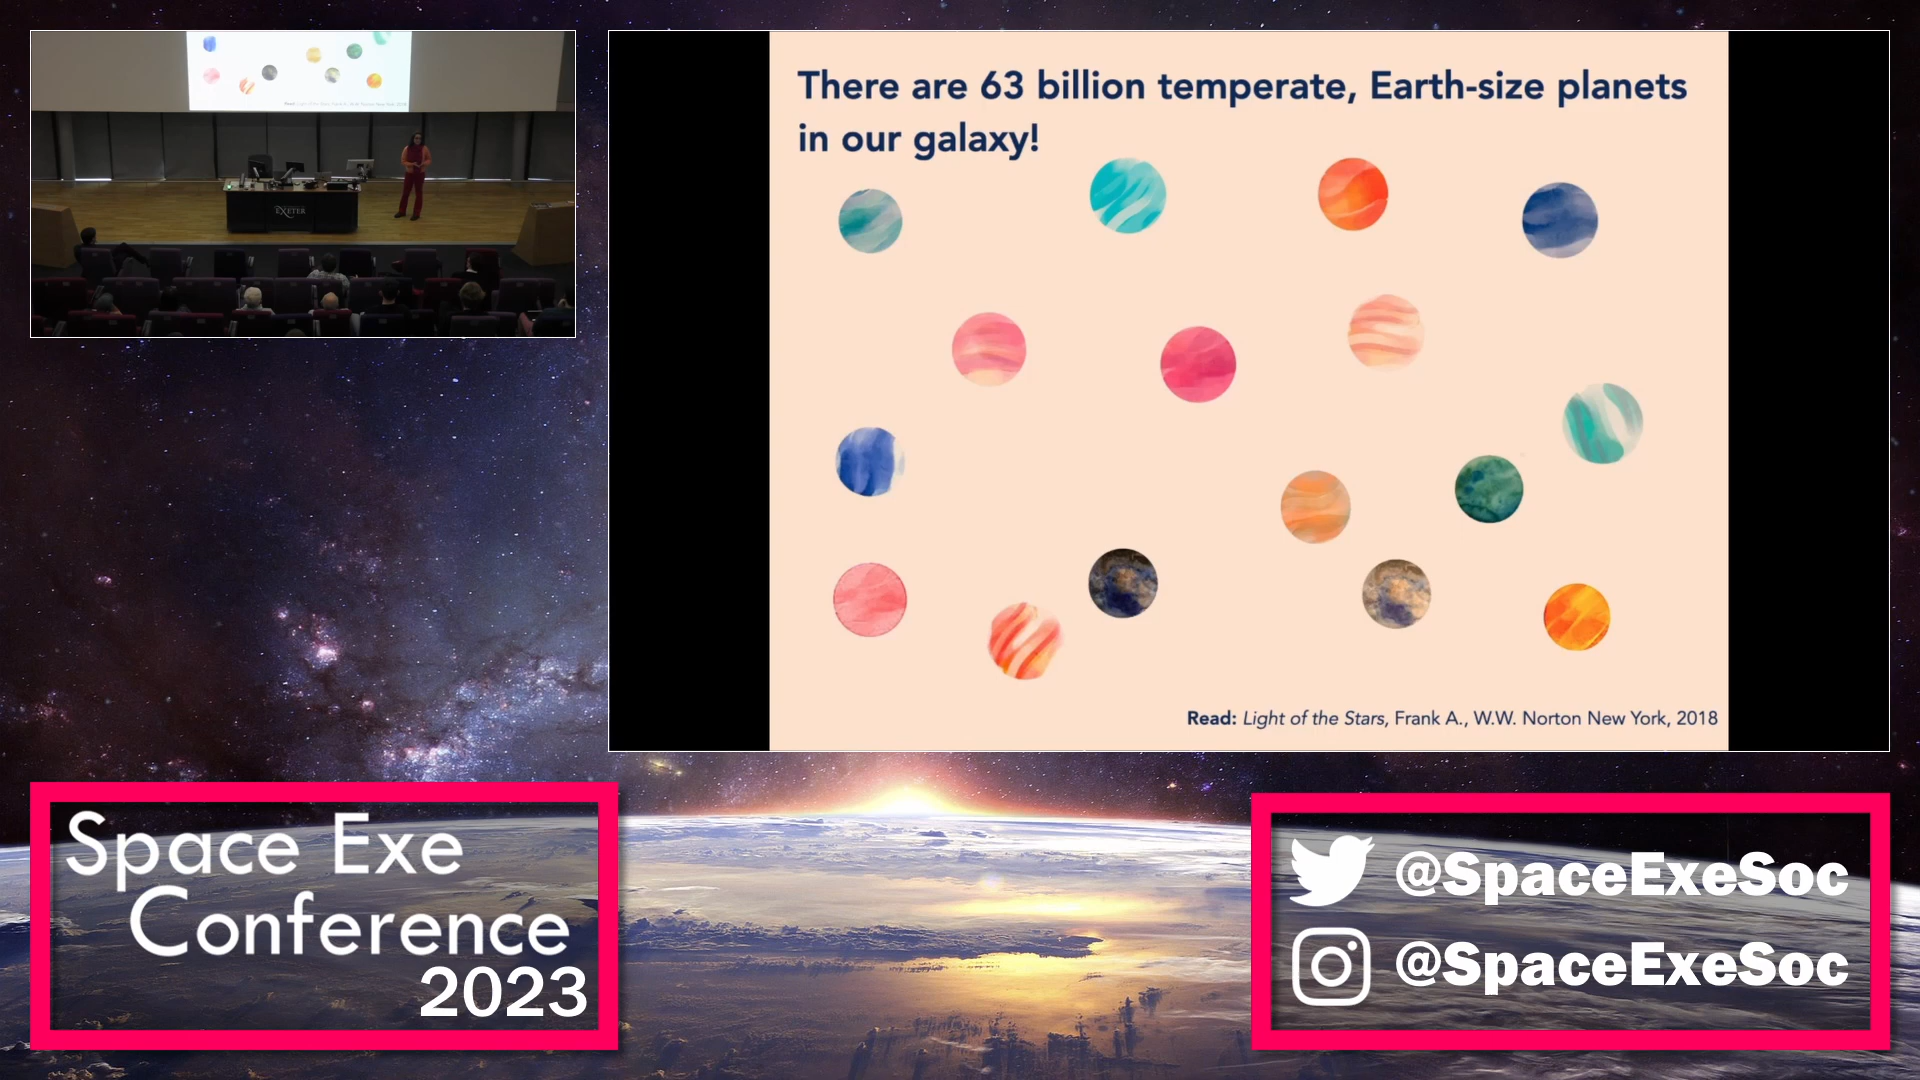 There are 63 billion temperate, Earth-size planets
in our galaxy!
Read: Light of the Stars, Frank A., W.W. Norton New York, 2018
EXETER
Space Exe
Conference
2023
@SpaceExeSoc
@SpaceExeSoc